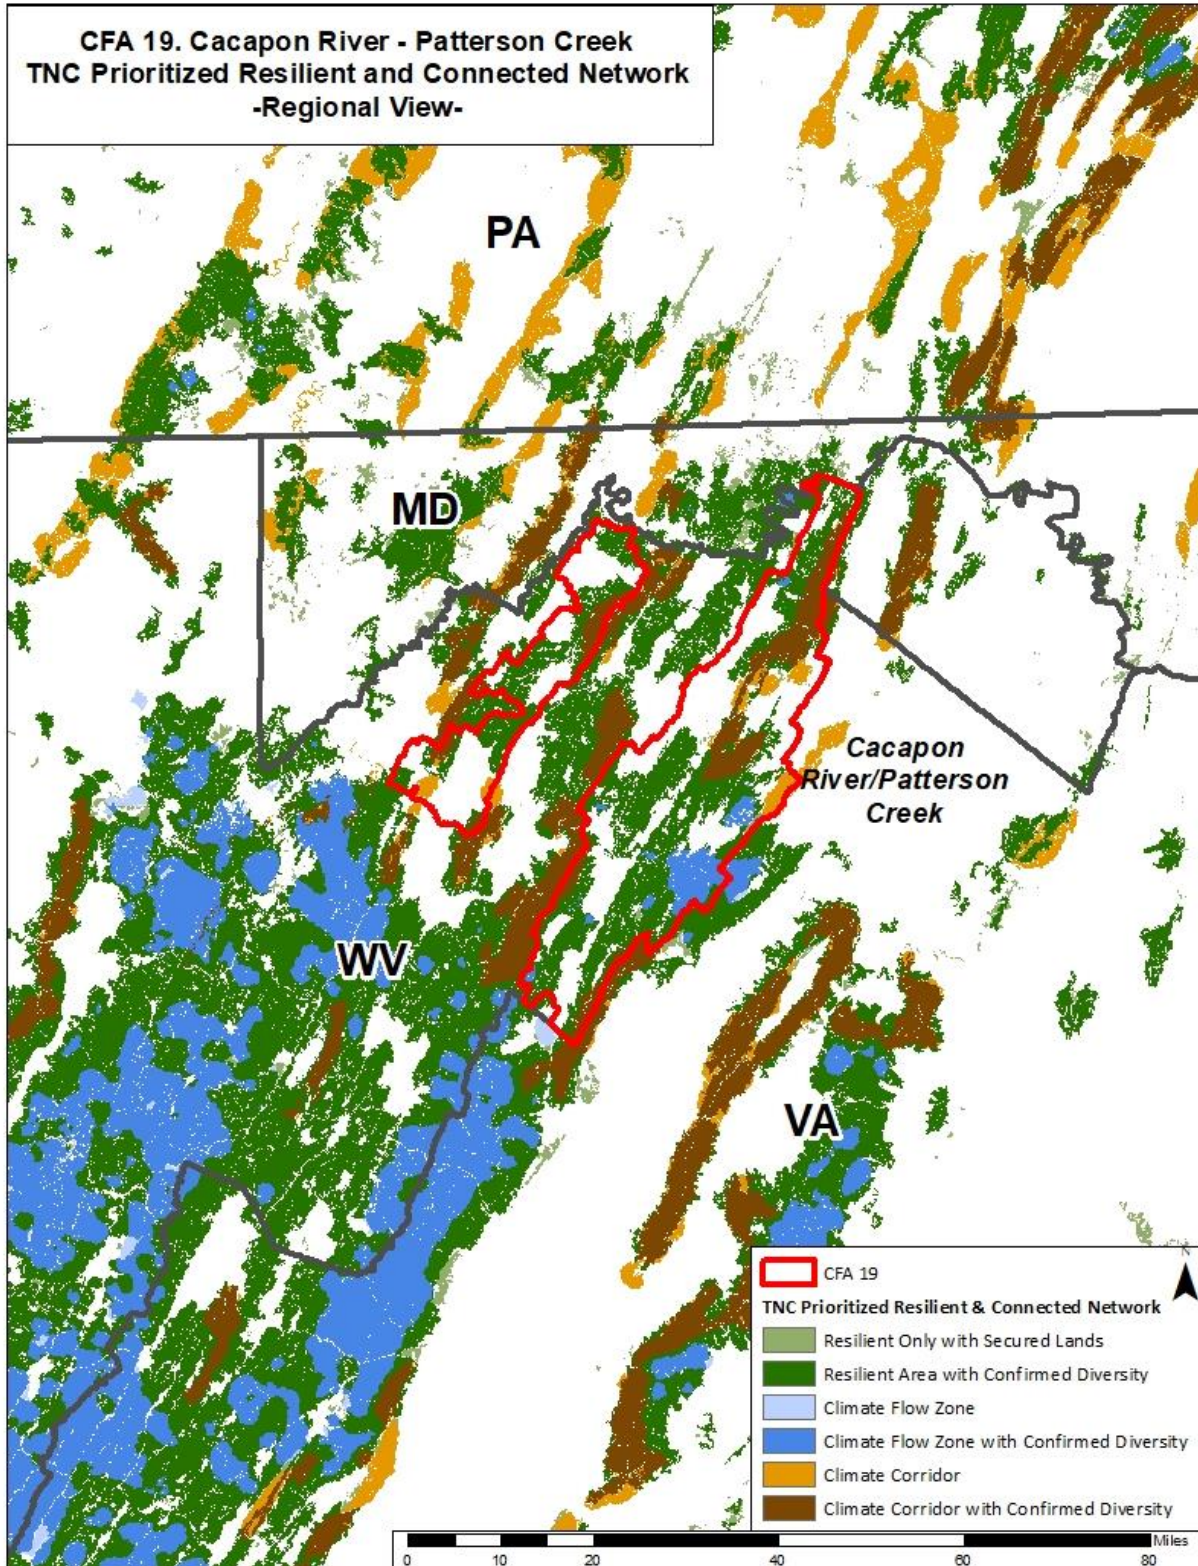 CFA 19. Cacapon River - Patterson Creek
TNC Prioritized Resilient and Connected Network
-Regional View-
PA
MD
Cacapon
River/Patterson
Creek
WV
VA
N
CFA 19
TNC Prioritized Resilient & Connected Network
Resilient Only with Secured Lands
Resilient Area with Confirmed Diversity
Climate Flow Zone
Climate Flow Zone with Confirmed Diversity
Climate Corridor
Climate Corridor with Confirmed Diversity
Miles
0 10 20 40 60 80